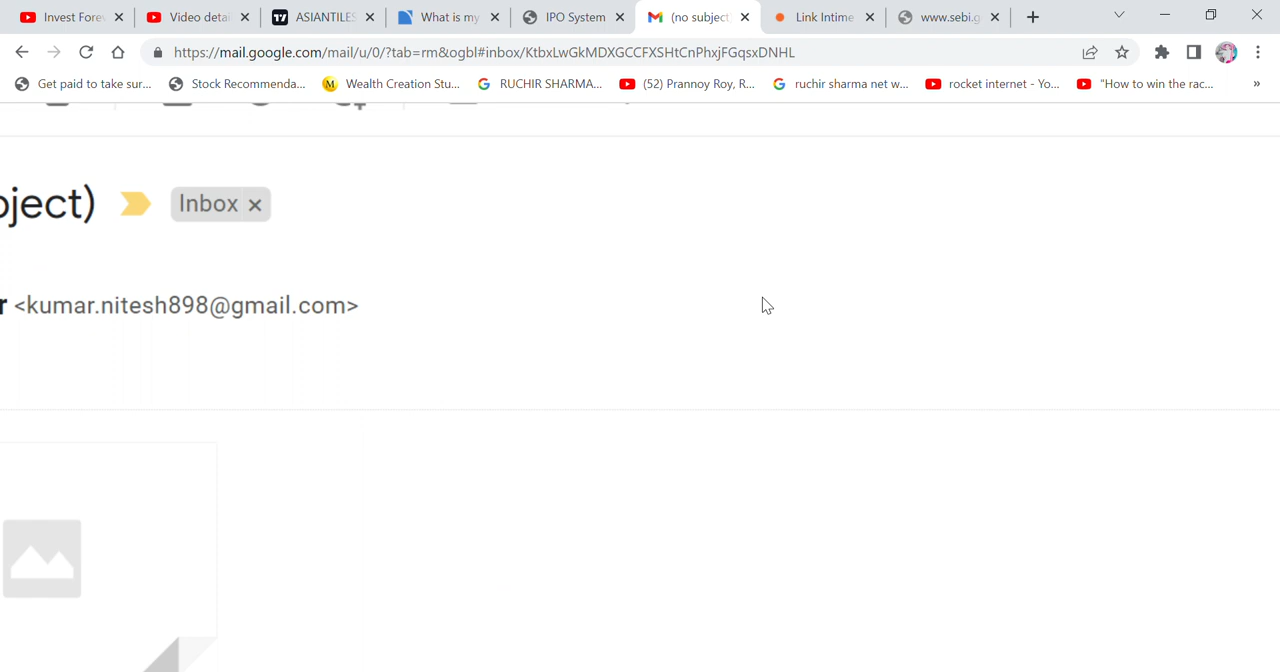 Invest Fore
Video detai
ASIANTILES
What is my
IPO System
(no subject
Link Intime
www.sebi.g
https://mail.google.com/mail/u/0/?tab=rm&ogbl#inbox/KtbxLwGkMDXGCCFXSHtCnPhxjFGqsxDNHL
Get paid to take sur...
Stock Recommenda...
Wealth Creation Stu...
RUCHIR SHARMA...
(52) Prannoy Roy, R...
ruchir sharma net w...
rocket internet - Yo...
"How to win the rac...
»
oject)
Inbox ×
r <kumar.nitesh898@gmail.com>